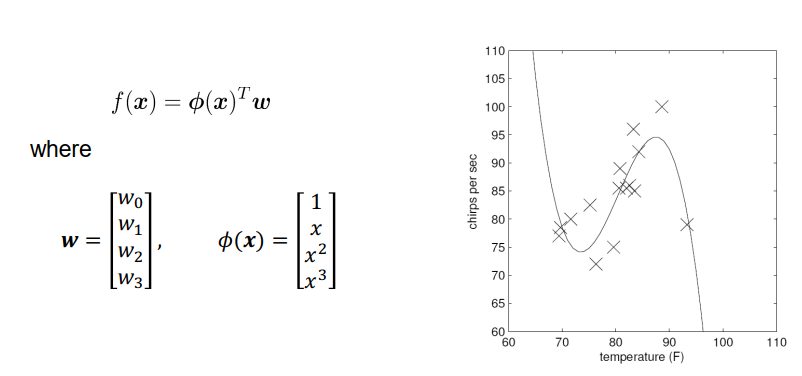 f(x) = ϕ(x)ᵀw
where
w = [w₀ w₁ w₂ w₃], ϕ(x) = [1 x x² x³]
110
105
100
95
90
85
80
75
70
65
60
chirps per sec
60 70 80 90 100 110
temperature (F)